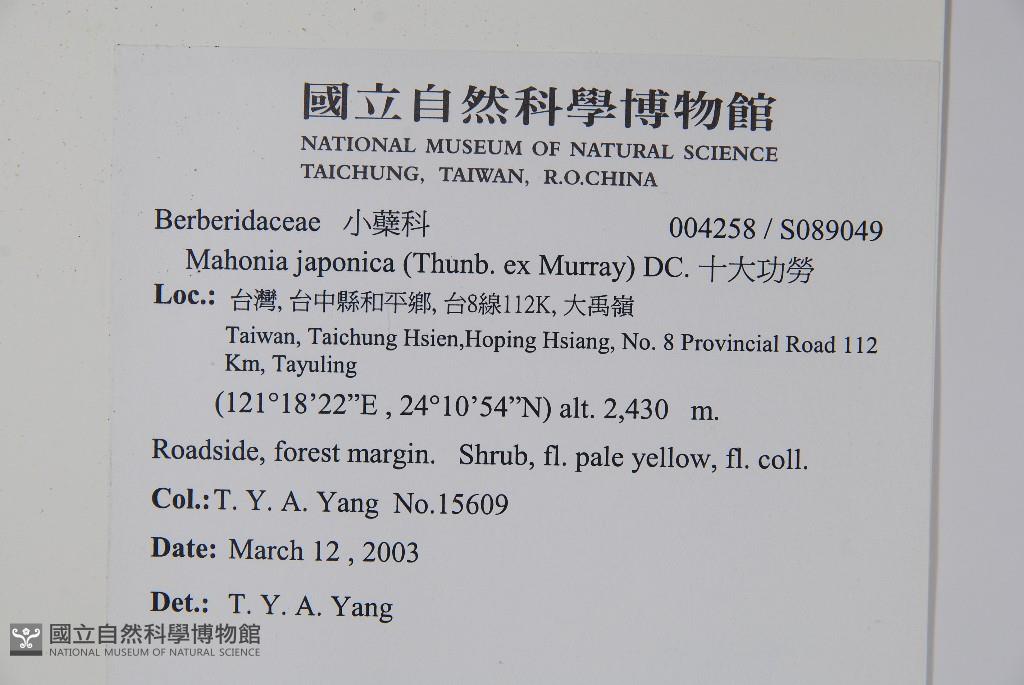 國立自然科學博物館
NATIONAL MUSEUM OF NATURAL SCIENCE
TAICHUNG, TAIWAN, R.O.CHINA
Berberidaceae 小蘗科 004258 / S089049
Mahonia japonica (Thunb. ex Murray) DC. 十大功勞
Loc.: 台灣, 台中縣和平鄉, 台8線112K, 大禹嶺
Taiwan, Taichung Hsien,Hoping Hsiang, No. 8 Provincial Road 112
Km, Tayuling
(121°18’22”E , 24°10’54”N) alt. 2,430 m.
Roadside, forest margin. Shrub, fl. pale yellow, fl. coll.
Col.: T. Y. A. Yang No.15609
Date: March 12 , 2003
Det.: T. Y. A. Yang
國立自然科學博物館
NATIONAL MUSEUM OF NATURAL SCIENCE